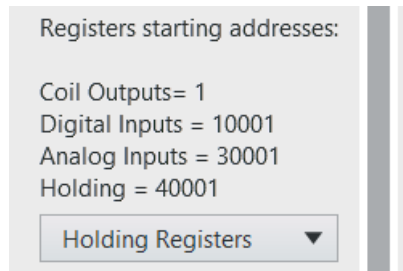 Registers starting addresses:
Coil Outputs= 1
Digital Inputs = 10001
Analog Inputs = 30001
Holding = 40001
Holding Registers